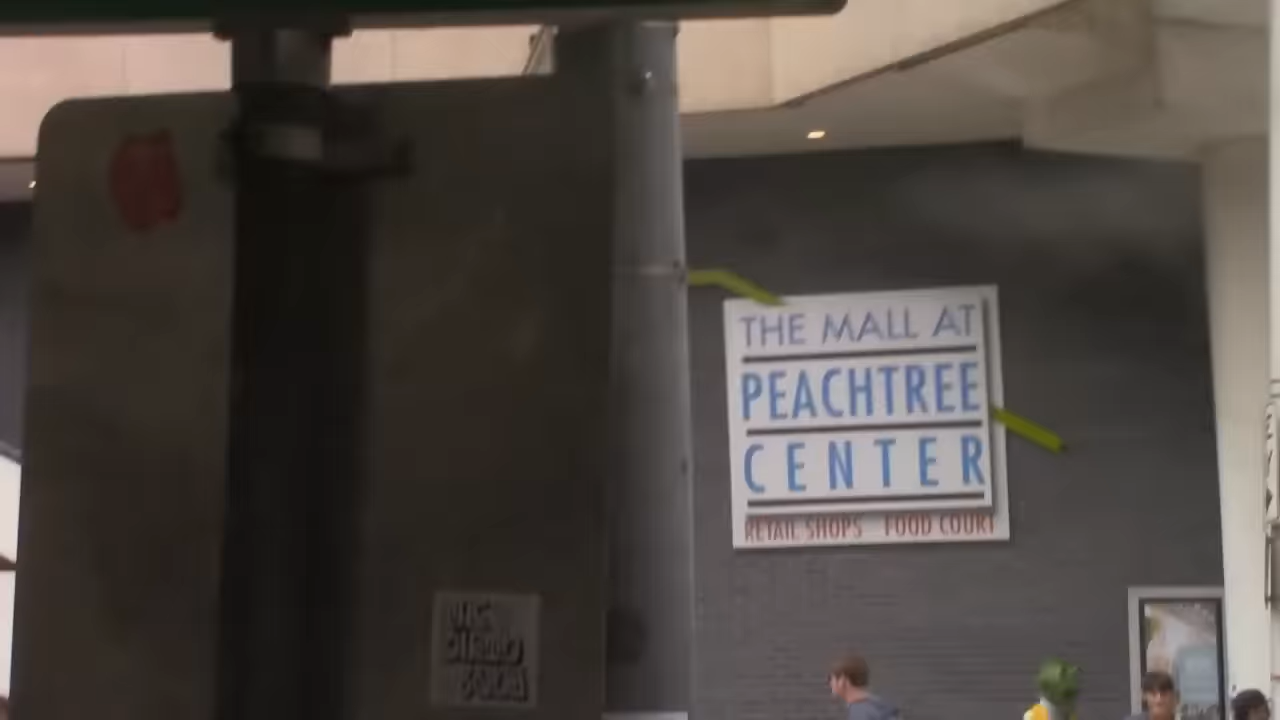 THE MALL AT
PEACHTREE
CENTER
RETAIL SHOPS FOOD COURT